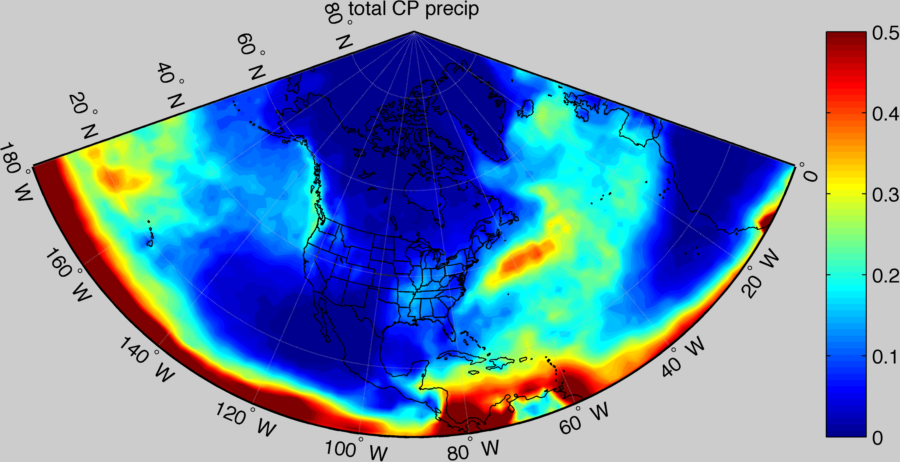 total CP precip
80° N
60° N
40° N
20° N
180° W
160° W
140° W
120° W
100° W
80° W
60° W
40° W
20° W
0°
0.5
0.4
0.3
0.2
0.1
0